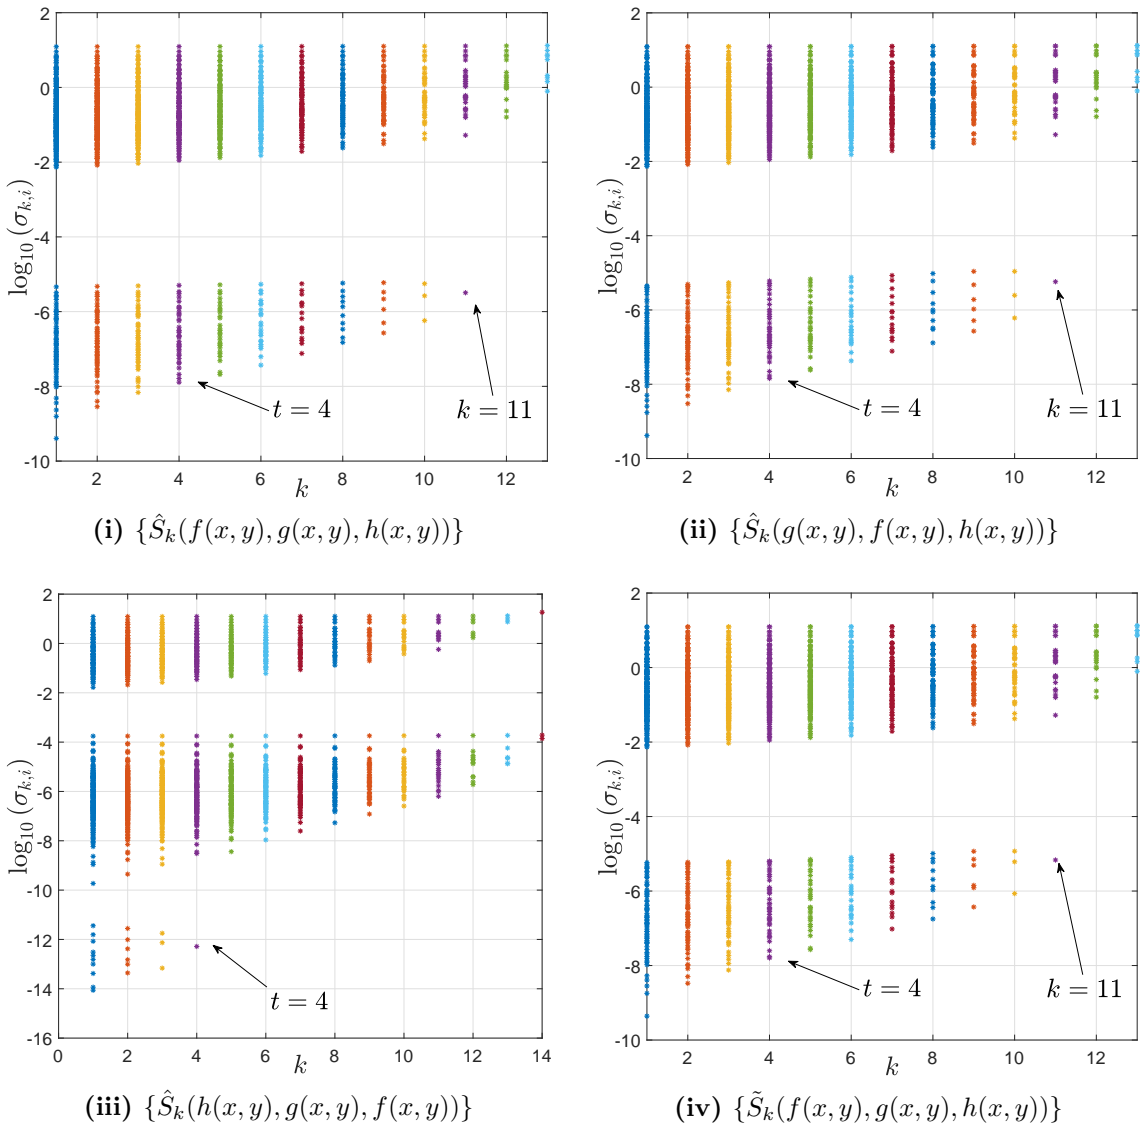 2
0
-2
-4
-6
-8
-10
2 4 6 8 10 12
log₁₀(σₖ,ᵢ)
k
t = 4
k = 11
(i) {Ŝₖ(f(x, y), g(x, y), h(x, y))}
2
0
-2
-4
-6
-8
-10
2 4 6 8 10 12
log₁₀(σₖ,ᵢ)
k
t = 4
k = 11
(ii) {Ŝₖ(g(x, y), f(x, y), h(x, y))}
2
0
-2
-4
-6
-8
-10
-12
-14
-16
0 2 4 6 8 10 12 14
log₁₀(σₖ,ᵢ)
k
t = 4
(iii) {Ŝₖ(h(x, y), g(x, y), f(x, y))}
2
0
-2
-4
-6
-8
-10
2 4 6 8 10 12
log₁₀(σₖ,ᵢ)
k
t = 4
k = 11
(iv) {S̃ₖ(f(x, y), g(x, y), h(x, y))}